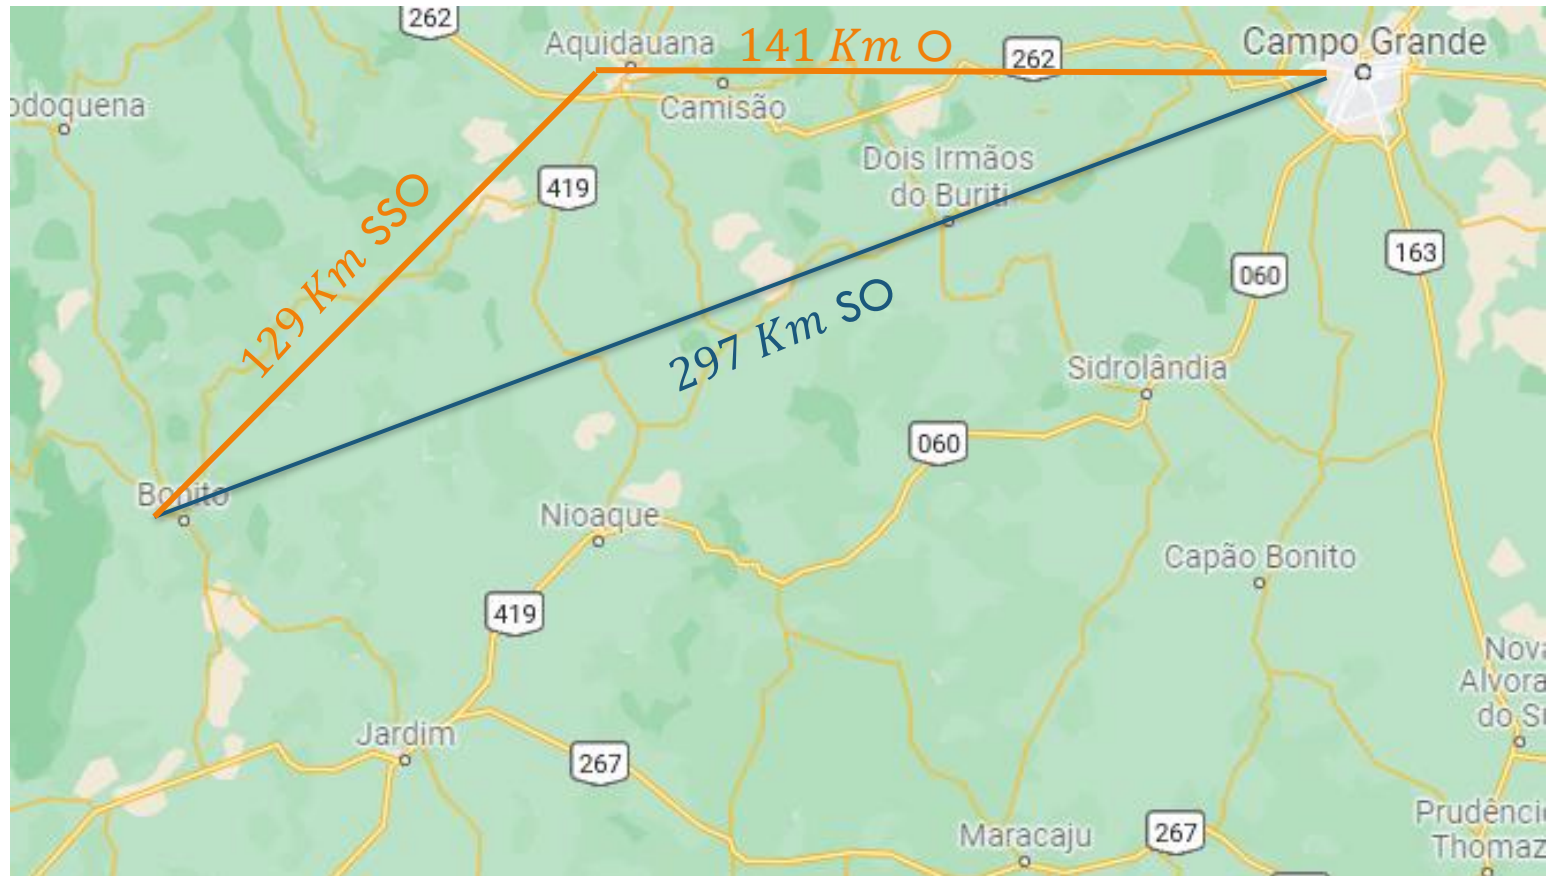 262
Aquidauana
141 Km O
262
Campo Grande
odoquena
Camisão
Dois Irmãos
do Buriti
419
129 Km SSO
163
060
297 Km SO
Sidrolândia
060
Bonito
Nioaque
Capão Bonito
419
Nova
Alvora
do Su
Jardim
267
Maracaju
267
Prudênci
Thomaz